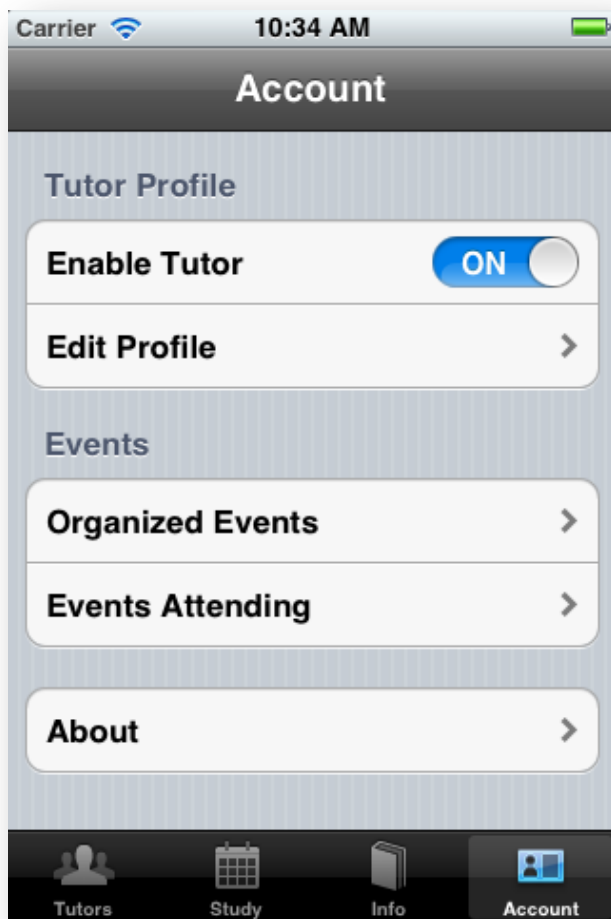 Carrier 10:34 AM
Account
Tutor Profile
Enable Tutor ON
Edit Profile
Events
Organized Events
Events Attending
About
Tutors Study Info Account